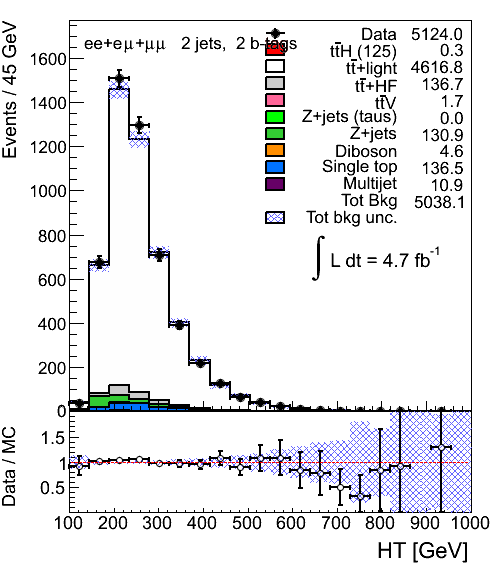 ee+eμ+μμ 2 jets, 2 b-tags
Data 5124.0
tt̄H (125) 0.3
tt̄+light 4616.8
tt̄+HF 136.7
tt̄V 1.7
Z+jets (taus) 0.0
Z+jets 130.9
Diboson 4.6
Single top 136.5
Multijet 10.9
Tot Bkg 5038.1
Tot bkg unc.
∫ L dt = 4.7 fb⁻¹
Events / 45 GeV
1600
1400
1200
1000
800
600
400
200
0
Data / MC
1.5
1
0.5
100 200 300 400 500 600 700 800 900 1000
HT [GeV]